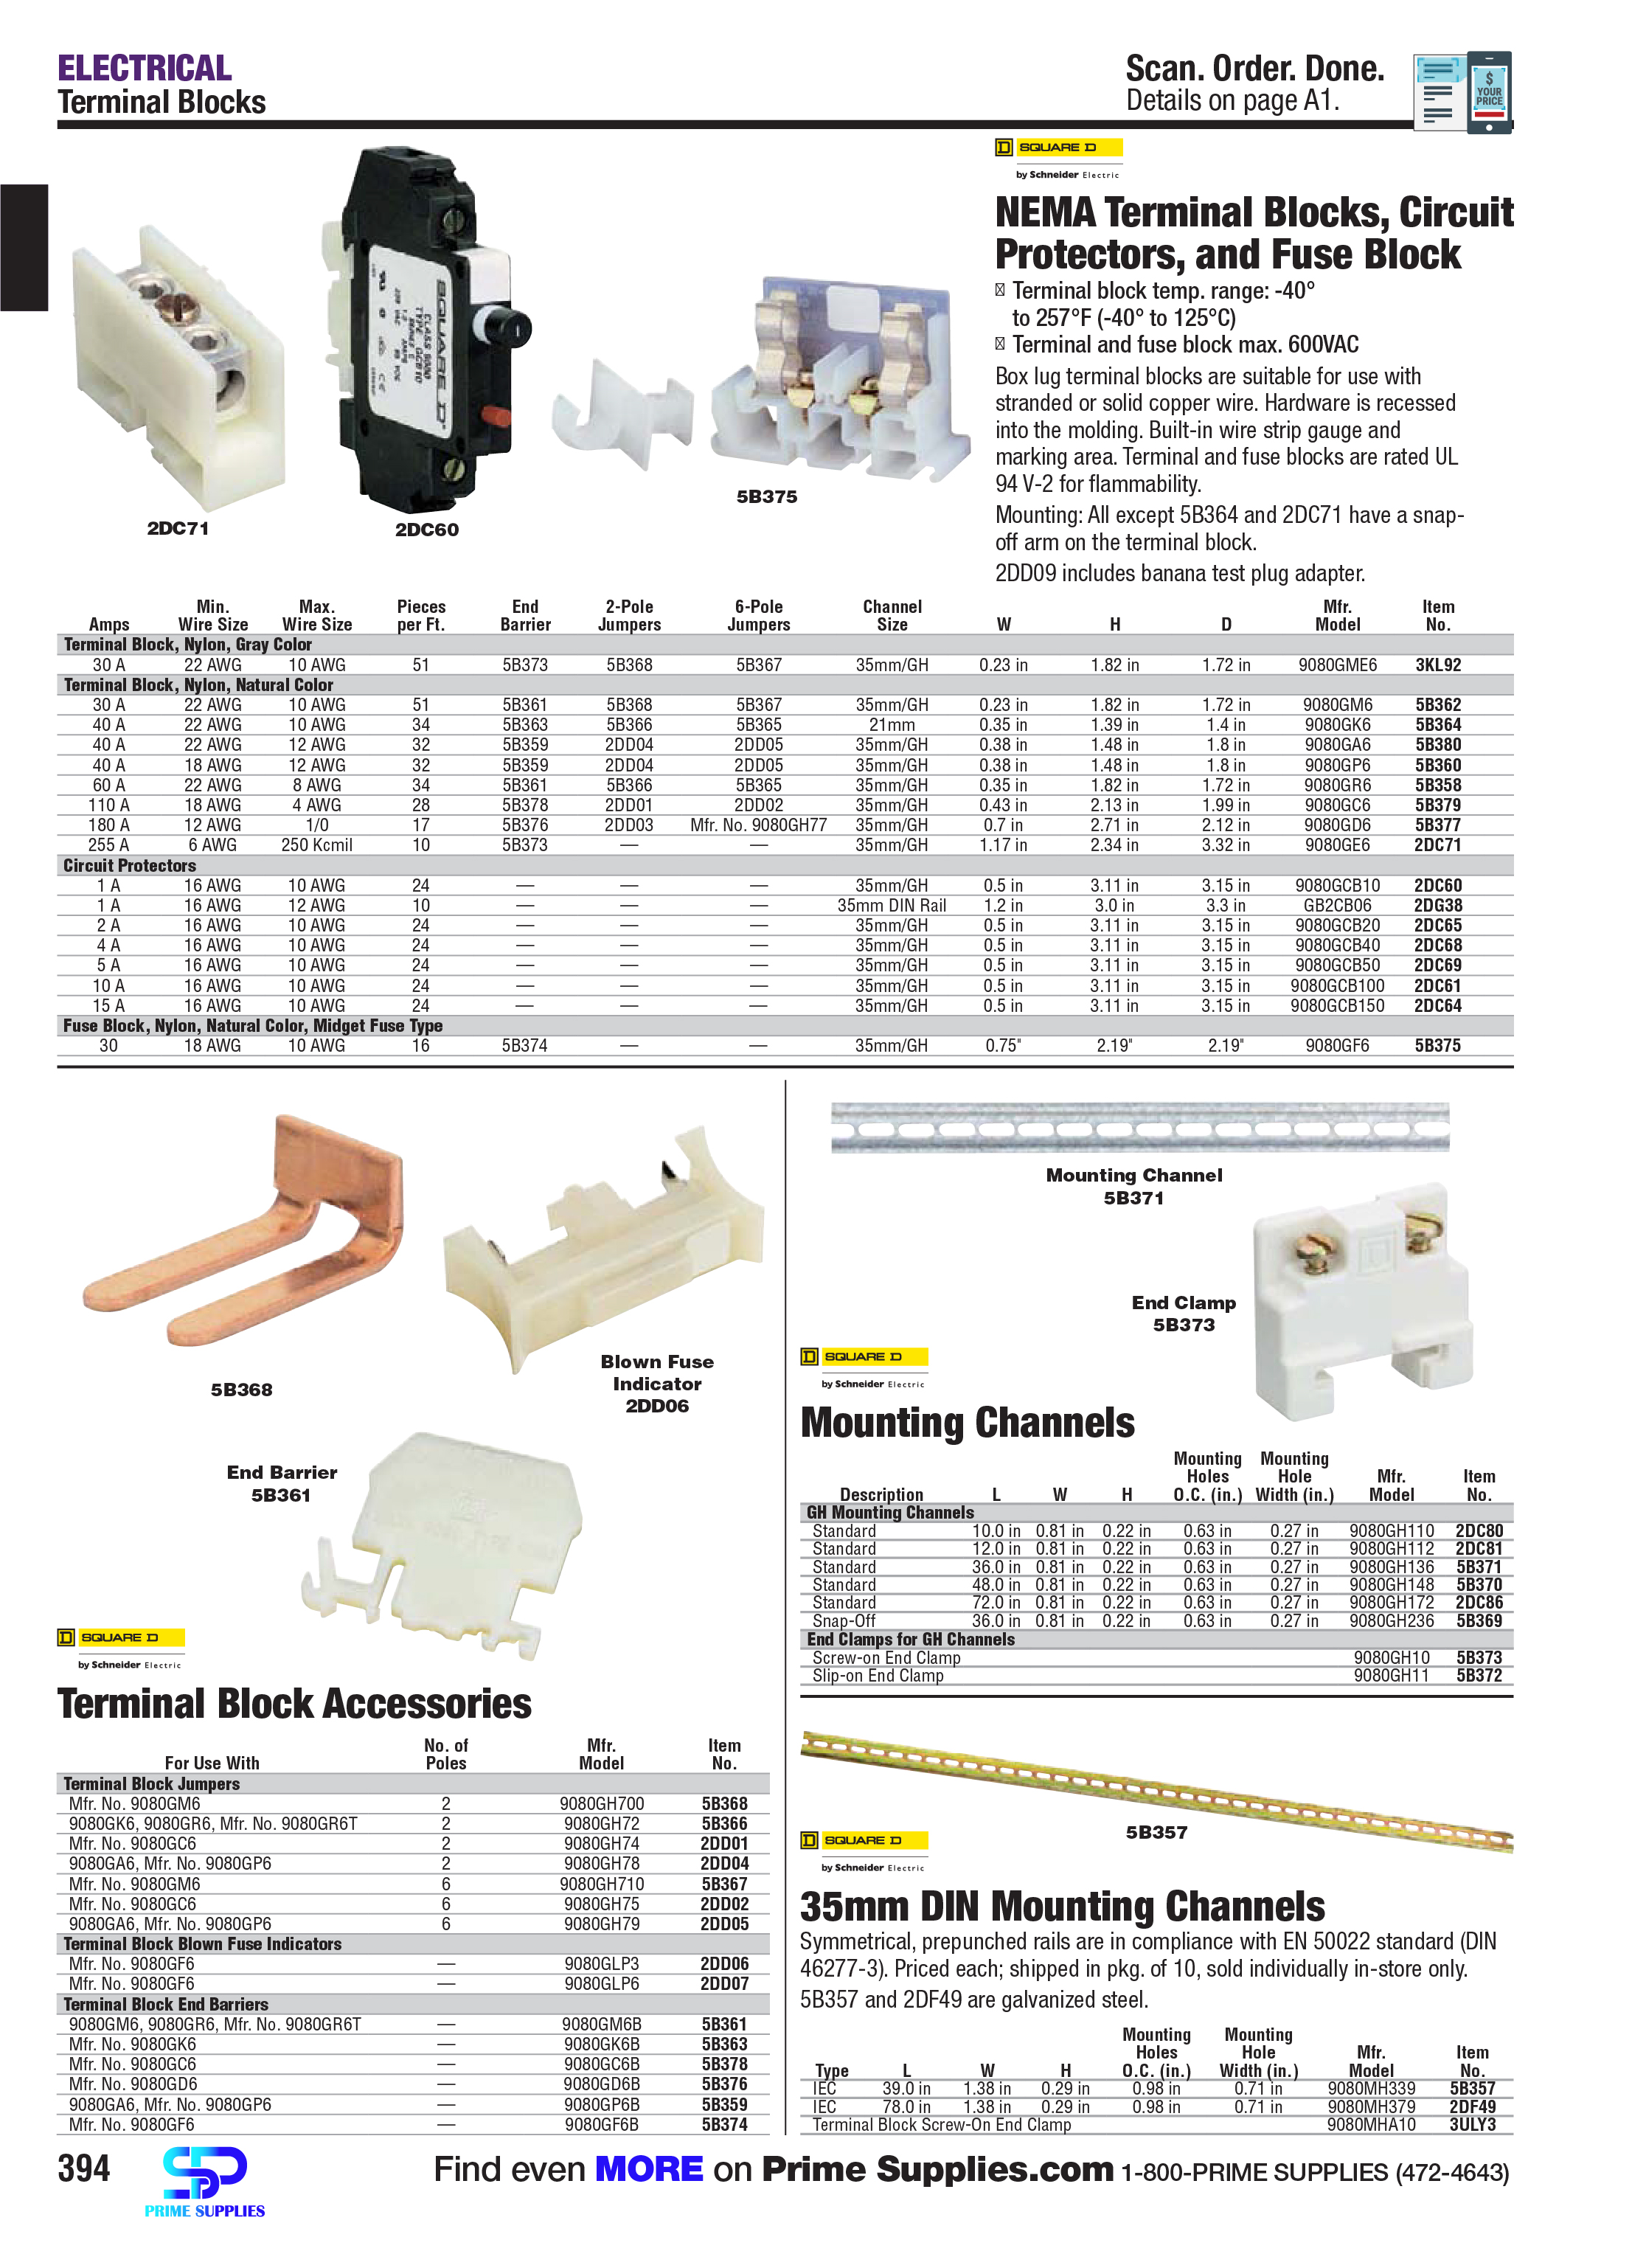 ELECTRICAL
Terminal Blocks
Scan. Order. Done.
Details on page A1.
$
YOUR
PRICE
SQUARE D
by Schneider Electric
NEMA Terminal Blocks, Circuit
Protectors, and Fuse Block
Terminal block temp. range: -40°
to 257°F (-40° to 125°C)
Terminal and fuse block max. 600VAC
Box lug terminal blocks are suitable for use with
stranded or solid copper wire. Hardware is recessed
into the molding. Built-in wire strip gauge and
marking area. Terminal and fuse blocks are rated UL
94 V-2 for flammability.
Mounting: All except 5B364 and 2DC71 have a snap-
off arm on the terminal block.
2DD09 includes banana test plug adapter.
SQUARE D
CLASS 9080
TYPE GCB10
2DC71
2DC60
5B375
Min. Max. Pieces End 2-Pole 6-Pole Channel Mfr. Item
Amps Wire Size Wire Size per Ft. Barrier Jumpers Jumpers Size W H D Model No.
Terminal Block, Nylon, Gray Color
30 A 22 AWG 10 AWG 51 5B373 5B368 5B367 35mm/GH 0.23 in 1.82 in 1.72 in 9080GME6 3KL92
Terminal Block, Nylon, Natural Color
30 A 22 AWG 10 AWG 51 5B361 5B368 5B367 35mm/GH 0.23 in 1.82 in 1.72 in 9080GM6 5B362
40 A 22 AWG 10 AWG 34 5B363 5B366 5B365 21mm 0.35 in 1.39 in 1.4 in 9080GK6 5B364
40 A 22 AWG 12 AWG 32 5B359 2DD04 2DD05 35mm/GH 0.38 in 1.48 in 1.8 in 9080GA6 5B380
40 A 18 AWG 12 AWG 32 5B359 2DD04 2DD05 35mm/GH 0.38 in 1.48 in 1.8 in 9080GP6 5B360
60 A 22 AWG 8 AWG 34 5B361 5B366 5B365 35mm/GH 0.35 in 1.82 in 1.72 in 9080GR6 5B358
110 A 18 AWG 4 AWG 28 5B378 2DD01 2DD02 35mm/GH 0.43 in 2.13 in 1.99 in 9080GC6 5B379
180 A 12 AWG 1/0 17 5B376 2DD03 Mfr. No. 9080GH77 35mm/GH 0.7 in 2.71 in 2.12 in 9080GD6 5B377
255 A 6 AWG 250 Kcmil 10 5B373 — — 35mm/GH 1.17 in 2.34 in 3.32 in 9080GE6 2DC71
Circuit Protectors
1 A 16 AWG 10 AWG 24 — — — 35mm/GH 0.5 in 3.11 in 3.15 in 9080GCB10 2DC60
1 A 16 AWG 12 AWG 10 — — — 35mm DIN Rail 1.2 in 3.0 in 3.3 in GB2CB06 2DG38
2 A 16 AWG 10 AWG 24 — — — 35mm/GH 0.5 in 3.11 in 3.15 in 9080GCB20 2DC65
4 A 16 AWG 10 AWG 24 — — — 35mm/GH 0.5 in 3.11 in 3.15 in 9080GCB40 2DC68
5 A 16 AWG 10 AWG 24 — — — 35mm/GH 0.5 in 3.11 in 3.15 in 9080GCB50 2DC69
10 A 16 AWG 10 AWG 24 — — — 35mm/GH 0.5 in 3.11 in 3.15 in 9080GCB100 2DC61
15 A 16 AWG 10 AWG 24 — — — 35mm/GH 0.5 in 3.11 in 3.15 in 9080GCB150 2DC64
Fuse Block, Nylon, Natural Color, Midget Fuse Type
30 18 AWG 10 AWG 16 5B374 — — 35mm/GH 0.75" 2.19" 2.19" 9080GF6 5B375
5B368
Blown Fuse
Indicator
2DD06
End Barrier
5B361
SQUARE D
by Schneider Electric
Terminal Block Accessories
No. of Mfr. Item
For Use With Poles Model No.
Terminal Block Jumpers
Mfr. No. 9080GM6 2 9080GH700 5B368
9080GK6, 9080GR6, Mfr. No. 9080GR6T 2 9080GH72 5B366
Mfr. No. 9080GC6 2 9080GH74 2DD01
9080GA6, Mfr. No. 9080GP6 2 9080GH78 2DD04
Mfr. No. 9080GM6 6 9080GH710 5B367
Mfr. No. 9080GC6 6 9080GH75 2DD02
9080GA6, Mfr. No. 9080GP6 6 9080GH79 2DD05
Terminal Block Blown Fuse Indicators
Mfr. No. 9080GF6 — 9080GLP3 2DD06
Mfr. No. 9080GF6 — 9080GLP6 2DD07
Terminal Block End Barriers
9080GM6, 9080GR6, Mfr. No. 9080GR6T — 9080GM6B 5B361
Mfr. No. 9080GK6 — 9080GK6B 5B363
Mfr. No. 9080GC6 — 9080GC6B 5B378
Mfr. No. 9080GD6 — 9080GD6B 5B376
9080GA6, Mfr. No. 9080GP6 — 9080GP6B 5B359
Mfr. No. 9080GF6 — 9080GF6B 5B374
Mounting Channel
5B371
End Clamp
5B373
SQUARE D
by Schneider Electric
Mounting Channels
Mounting Mounting
Holes Hole Mfr. Item
Description L W H O.C. (in.) Width (in.) Model No.
GH Mounting Channels
Standard 10.0 in 0.81 in 0.22 in 0.63 in 0.27 in 9080GH110 2DC80
Standard 12.0 in 0.81 in 0.22 in 0.63 in 0.27 in 9080GH112 2DC81
Standard 36.0 in 0.81 in 0.22 in 0.63 in 0.27 in 9080GH136 5B371
Standard 48.0 in 0.81 in 0.22 in 0.63 in 0.27 in 9080GH148 5B370
Standard 72.0 in 0.81 in 0.22 in 0.63 in 0.27 in 9080GH172 2DC86
Snap-Off 36.0 in 0.81 in 0.22 in 0.63 in 0.27 in 9080GH236 5B369
End Clamps for GH Channels
Screw-on End Clamp 9080GH10 5B373
Slip-on End Clamp 9080GH11 5B372
5B357
SQUARE D
by Schneider Electric
35mm DIN Mounting Channels
Symmetrical, prepunched rails are in compliance with EN 50022 standard (DIN
46277-3). Priced each; shipped in pkg. of 10, sold individually in-store only.
5B357 and 2DF49 are galvanized steel.
Mounting Mounting
Holes Hole Mfr. Item
Type L W H O.C. (in.) Width (in.) Model No.
IEC 39.0 in 1.38 in 0.29 in 0.98 in 0.71 in 9080MH339 5B357
IEC 78.0 in 1.38 in 0.29 in 0.98 in 0.71 in 9080MH379 2DF49
Terminal Block Screw-On End Clamp 9080MHA10 3ULY3
394
PRIME SUPPLIES
Find even MORE on Prime Supplies.com 1-800-PRIME SUPPLIES (472-4643)